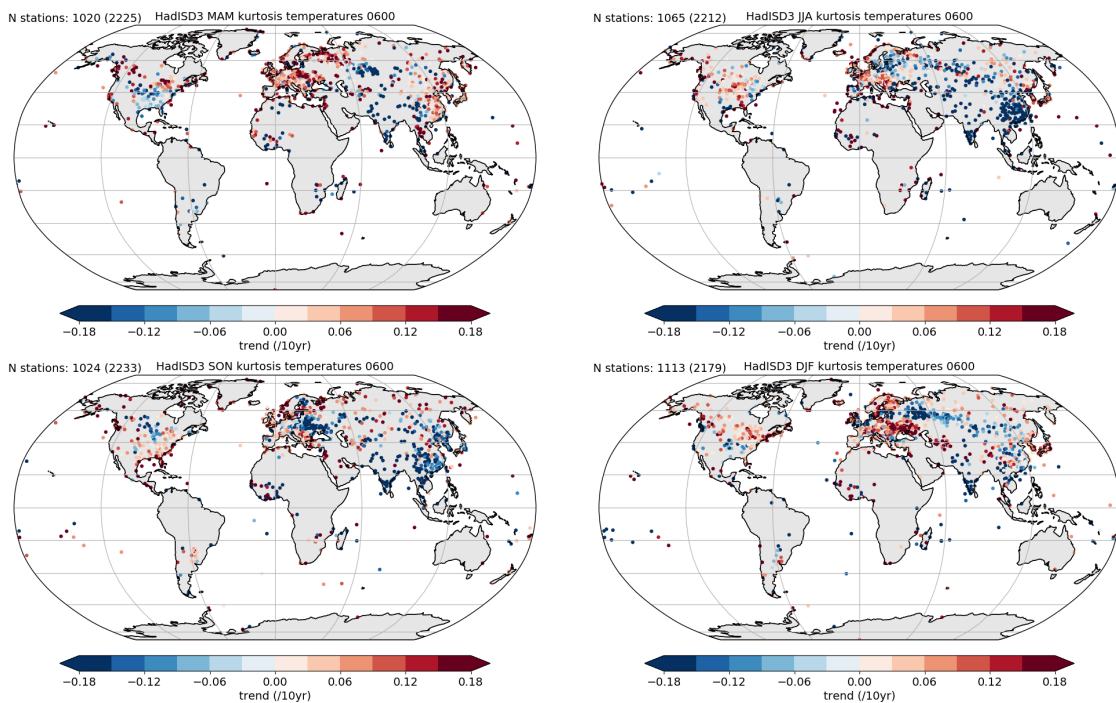 N stations: 1020 (2225) HadISD3 MAM kurtosis temperatures 0600
−0.18 −0.12 −0.06 0.00 0.06 0.12 0.18
trend (/10yr)
N stations: 1065 (2212) HadISD3 JJA kurtosis temperatures 0600
−0.18 −0.12 −0.06 0.00 0.06 0.12 0.18
trend (/10yr)
N stations: 1024 (2233) HadISD3 SON kurtosis temperatures 0600
−0.18 −0.12 −0.06 0.00 0.06 0.12 0.18
trend (/10yr)
N stations: 1113 (2179) HadISD3 DJF kurtosis temperatures 0600
−0.18 −0.12 −0.06 0.00 0.06 0.12 0.18
trend (/10yr)